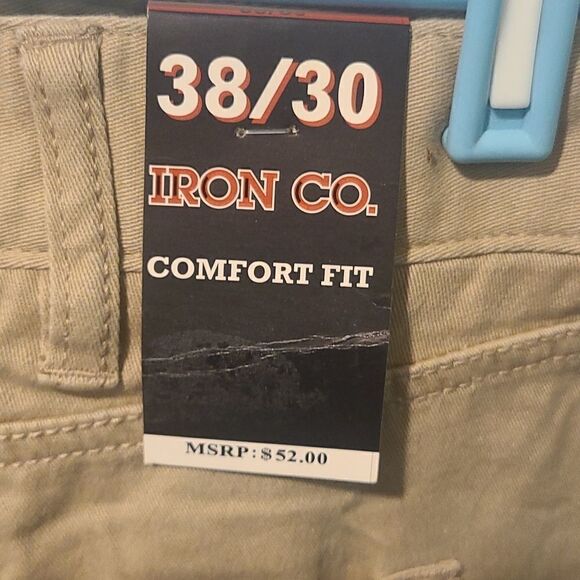 38/30
IRON CO.
COMFORT FIT
MSRP: $52.00